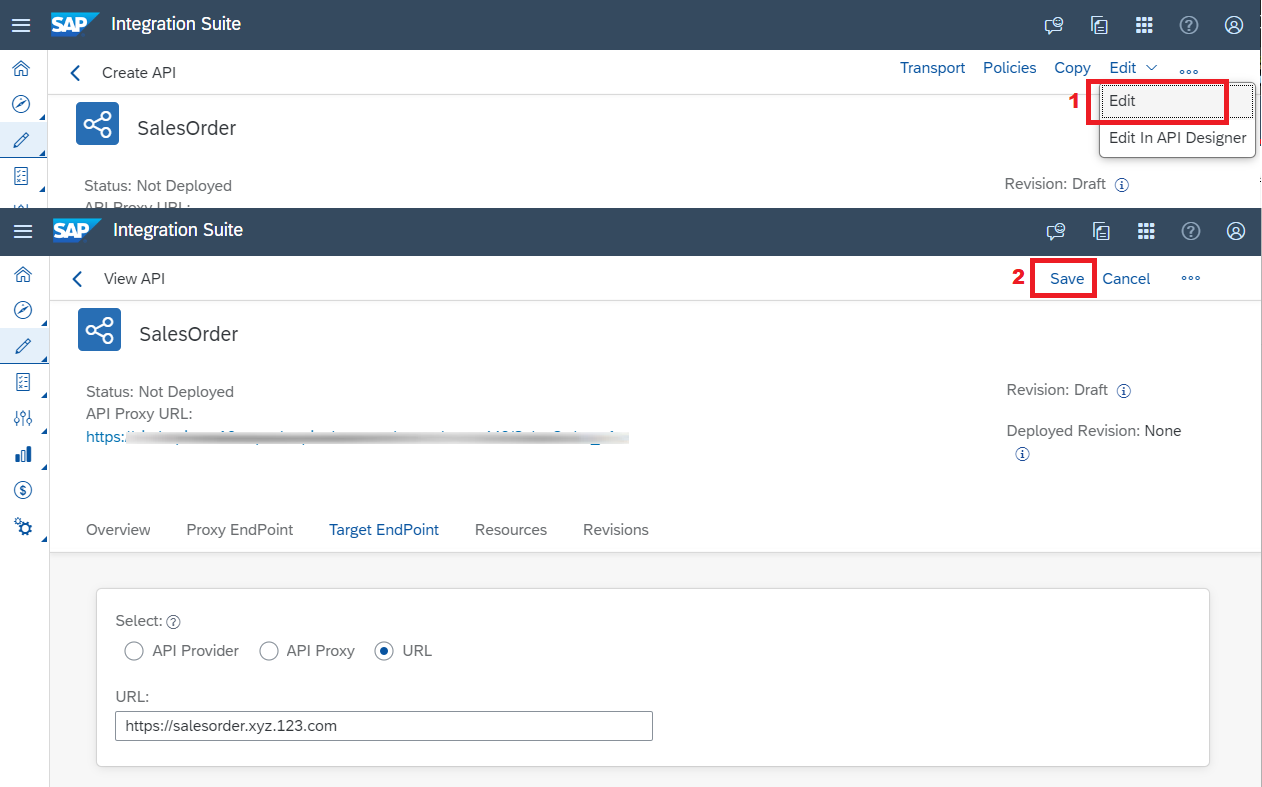 SAP Integration Suite
Create API
Transport Policies Copy Edit
1 Edit
Edit In API Designer
SalesOrder
Status: Not Deployed
Revision: Draft
API Proxy URL:
SAP Integration Suite
View API
2 Save Cancel
SalesOrder
Status: Not Deployed
Revision: Draft
API Proxy URL:
https:
Deployed Revision: None
Overview Proxy EndPoint Target EndPoint Resources Revisions
Select:
API Provider API Proxy URL
URL:
https://salesorder.xyz.123.com